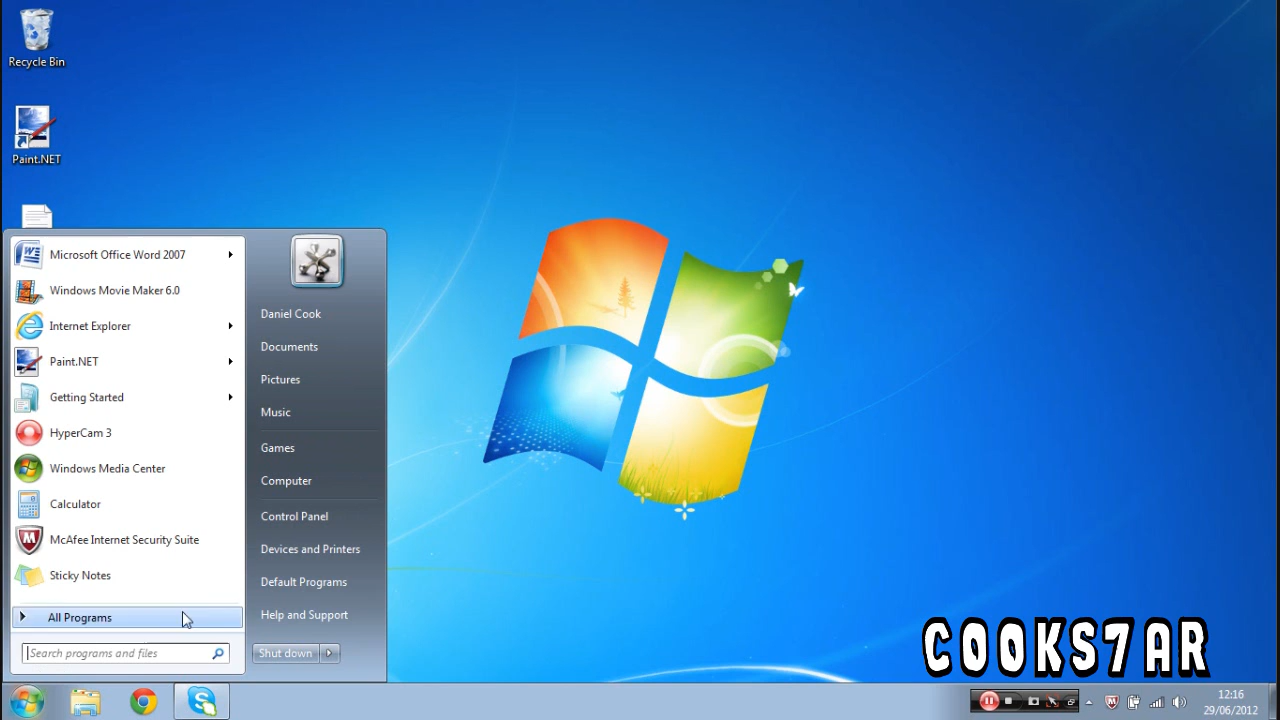 Recycle Bin
Paint.NET
Microsoft Office Word 2007
Windows Movie Maker 6.0
Internet Explorer
Paint.NET
Getting Started
HyperCam 3
Windows Media Center
Calculator
McAfee Internet Security Suite
Sticky Notes
All Programs
Search programs and files
Daniel Cook
Documents
Pictures
Music
Games
Computer
Control Panel
Devices and Printers
Default Programs
Help and Support
Shut down
COOKS7AR
12:16
29/06/2012